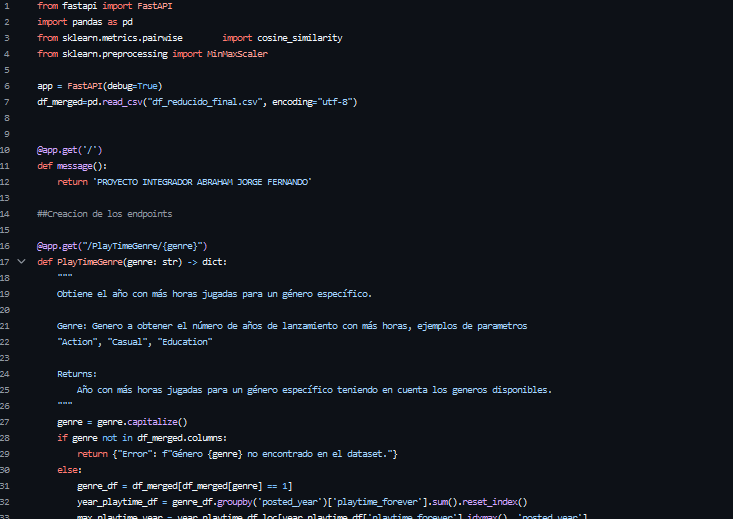 1 from fastapi import FastAPI
2 import pandas as pd
3 from sklearn.metrics.pairwise import cosine_similarity
4 from sklearn.preprocessing import MinMaxScaler
5
6 app = FastAPI(debug=True)
7 df_merged=pd.read_csv("df_reducido_final.csv", encoding="utf-8")
8
9
10 @app.get('/')
11 def message():
12 return 'PROYECTO INTEGRADOR ABRAHAM JORGE FERNANDO'
13
14 ##Creacion de los endpoints
15
16 @app.get("/PlayTimeGenre/{genre}")
17 def PlayTimeGenre(genre: str) -> dict:
18 """
19 Obtiene el año con más horas jugadas para un género específico.
20
21 Genre: Genero a obtener el número de años de lanzamiento con más horas, ejemplos de parametros
22 "Action", "Casual", "Education"
23
24 Returns:
25 Año con más horas jugadas para un género específico teniendo en cuenta los generos disponibles.
26 """
27 genre = genre.capitalize()
28 if genre not in df_merged.columns:
29 return {"Error": f"Género {genre} no encontrado en el dataset."}
30 else:
31 genre_df = df_merged[df_merged[genre] == 1]
32 year_playtime_df = genre_df.groupby('posted_year')['playtime_forever'].sum().reset_index()
33 max_playtime_year = year_playtime_df.loc[year_playtime_df['playtime_forever'].idxmax(), 'posted_year']